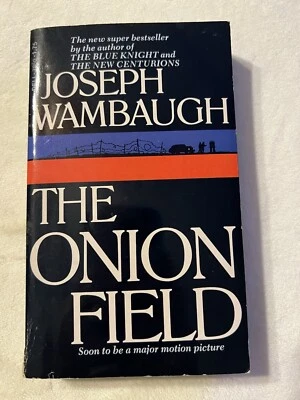 The new super bestseller
by the author of
THE BLUE KNIGHT and
THE NEW CENTURIONS
JOSEPH
WAMBAUGH
THE
ONION
FIELD
Soon to be a major motion picture